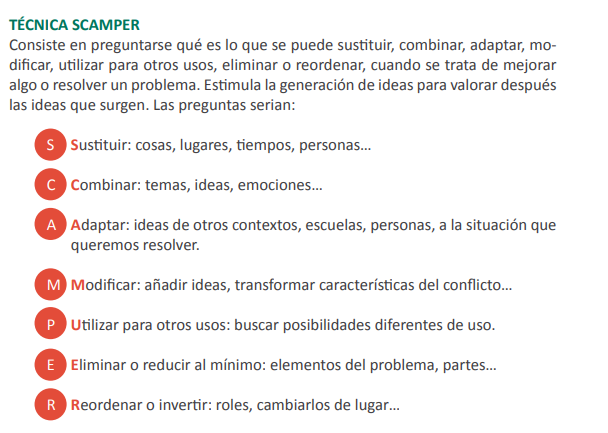 TÉCNICA SCAMPER
Consiste en preguntarse qué es lo que se puede sustituir, combinar, adaptar, mo-
dificar, utilizar para otros usos, eliminar o reordenar, cuando se trata de mejorar
algo o resolver un problema. Estimula la generación de ideas para valorar después
las ideas que surgen. Las preguntas serian:
S Sustituir: cosas, lugares, tiempos, personas...
C Combinar: temas, ideas, emociones...
A Adaptar: ideas de otros contextos, escuelas, personas, a la situación que
queremos resolver.
M Modificar: añadir ideas, transformar características del conflicto...
P Utilizar para otros usos: buscar posibilidades diferentes de uso.
E Eliminar o reducir al mínimo: elementos del problema, partes...
R Reordenar o invertir: roles, cambiarlos de lugar...